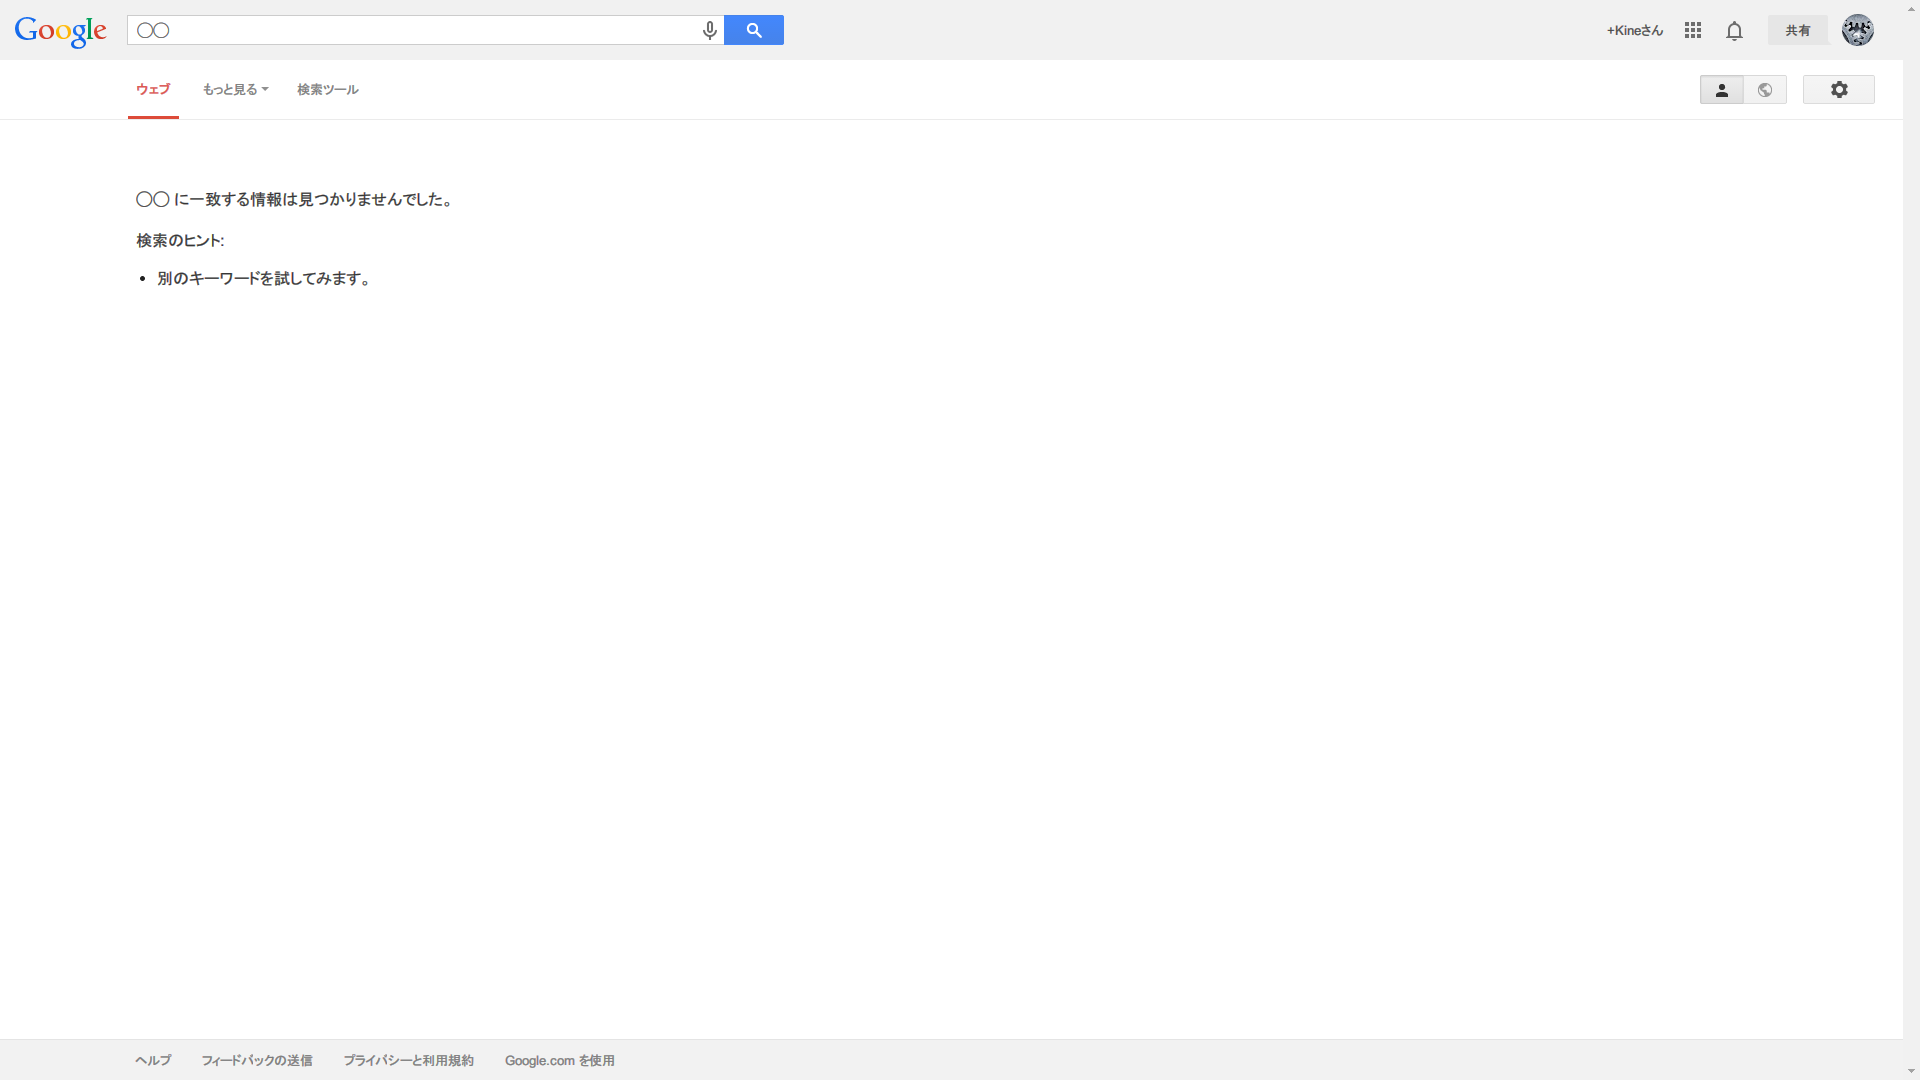 Google ◯◯ +Kineさん 共有
ウェブ もっと見る 検索ツール
◯◯ に一致する情報は見つかりませんでした。
検索のヒント:
• 別のキーワードを試してみます。
ヘルプ フィードバックの送信 プライバシーと利用規約 Google.com を使用